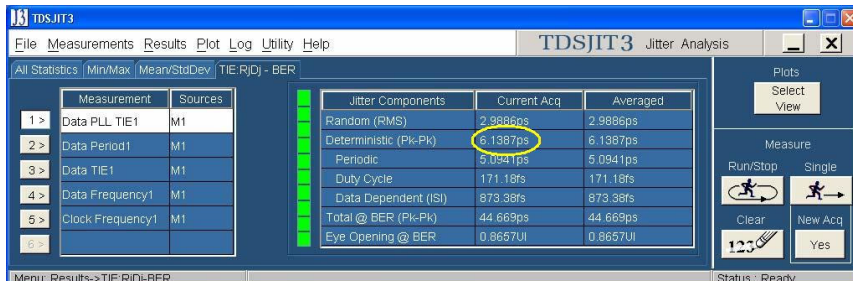 TDSJIT3
File Measurements Results Plot Log Utility Help
TDSJIT3 Jitter Analysis
All Statistics Min/Max Mean/StdDev TIE:RjDj - BER
Measurement Sources
1 > Data PLL TIE1 M1
2 > Data Period1 M1
3 > Data TIE1 M1
4 > Data Frequency1 M1
5 > Clock Frequency1 M1
6 >
Jitter Components Current Acq Averaged
Random (RMS) 2.9886ps 2.9886ps
Deterministic (Pk-Pk) 6.1387ps 6.1387ps
Periodic 5.0941ps 5.0941ps
Duty Cycle 171.18fs 171.18fs
Data Dependent (ISI) 873.38fs 873.38fs
Total @ BER (Pk-Pk) 44.669ps 44.669ps
Eye Opening @ BER 0.8657UI 0.8657UI
Plots
Select
View
Measure
Run/Stop Single
Clear New Acq
123 Yes
Menu: Results->TIE:RjDj-BER
Status : Ready